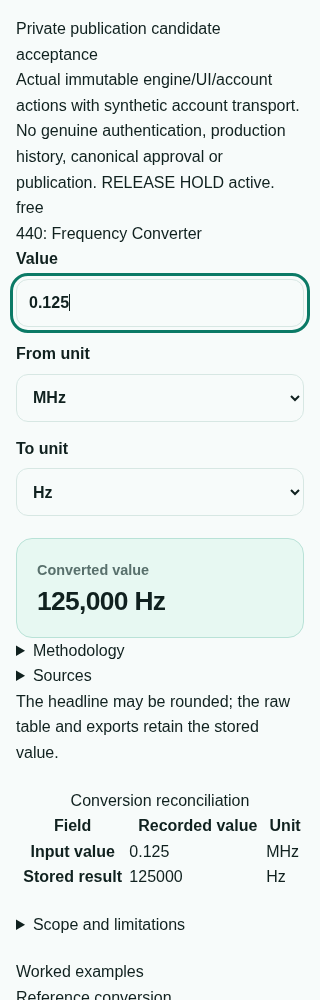 Private publication candidate
acceptance
Actual immutable engine/UI/account
actions with synthetic account transport.
No genuine authentication, production
history, canonical approval or
publication. RELEASE HOLD active.
free
440: Frequency Converter
Value
0.125
From unit
MHz
To unit
Hz
Converted value
125,000 Hz
Methodology
Sources
The headline may be rounded; the raw
table and exports retain the stored
value.
Conversion reconciliation
Field Recorded value Unit
Input value 0.125 MHz
Stored result 125000 Hz
Scope and limitations
Worked examples
Reference conversion